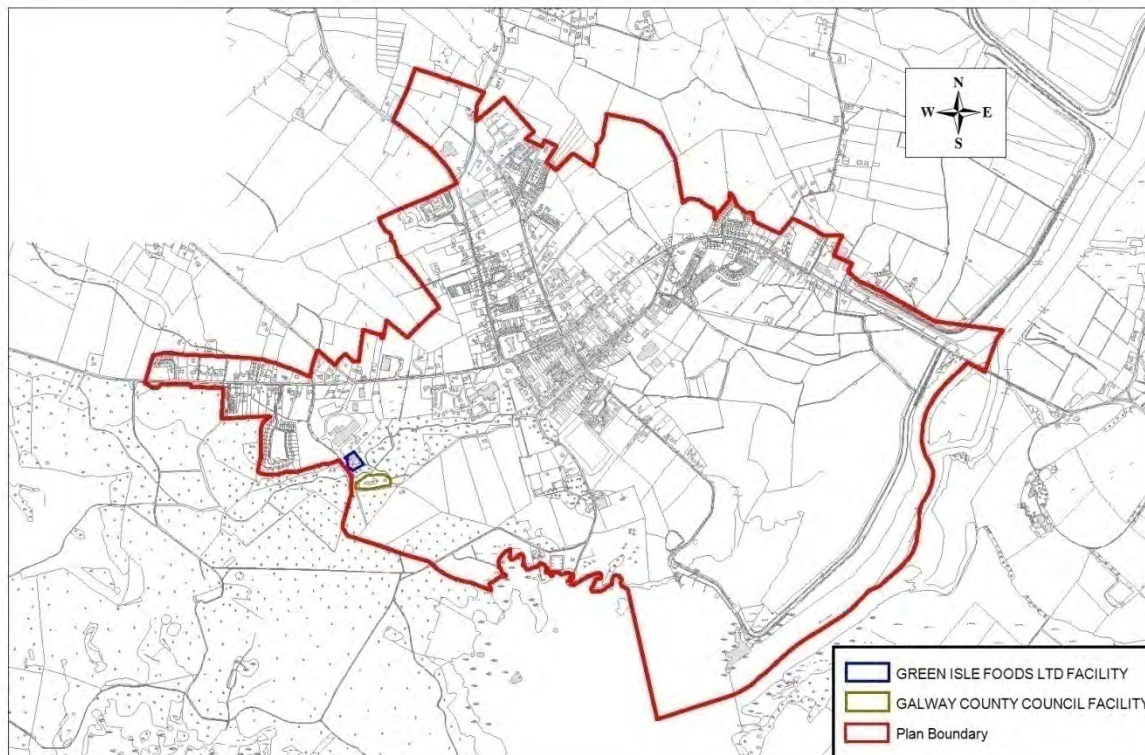 N
W E
S
GREEN ISLE FOODS LTD FACILITY
GALWAY COUNTY COUNCIL FACILITY
Plan Boundary